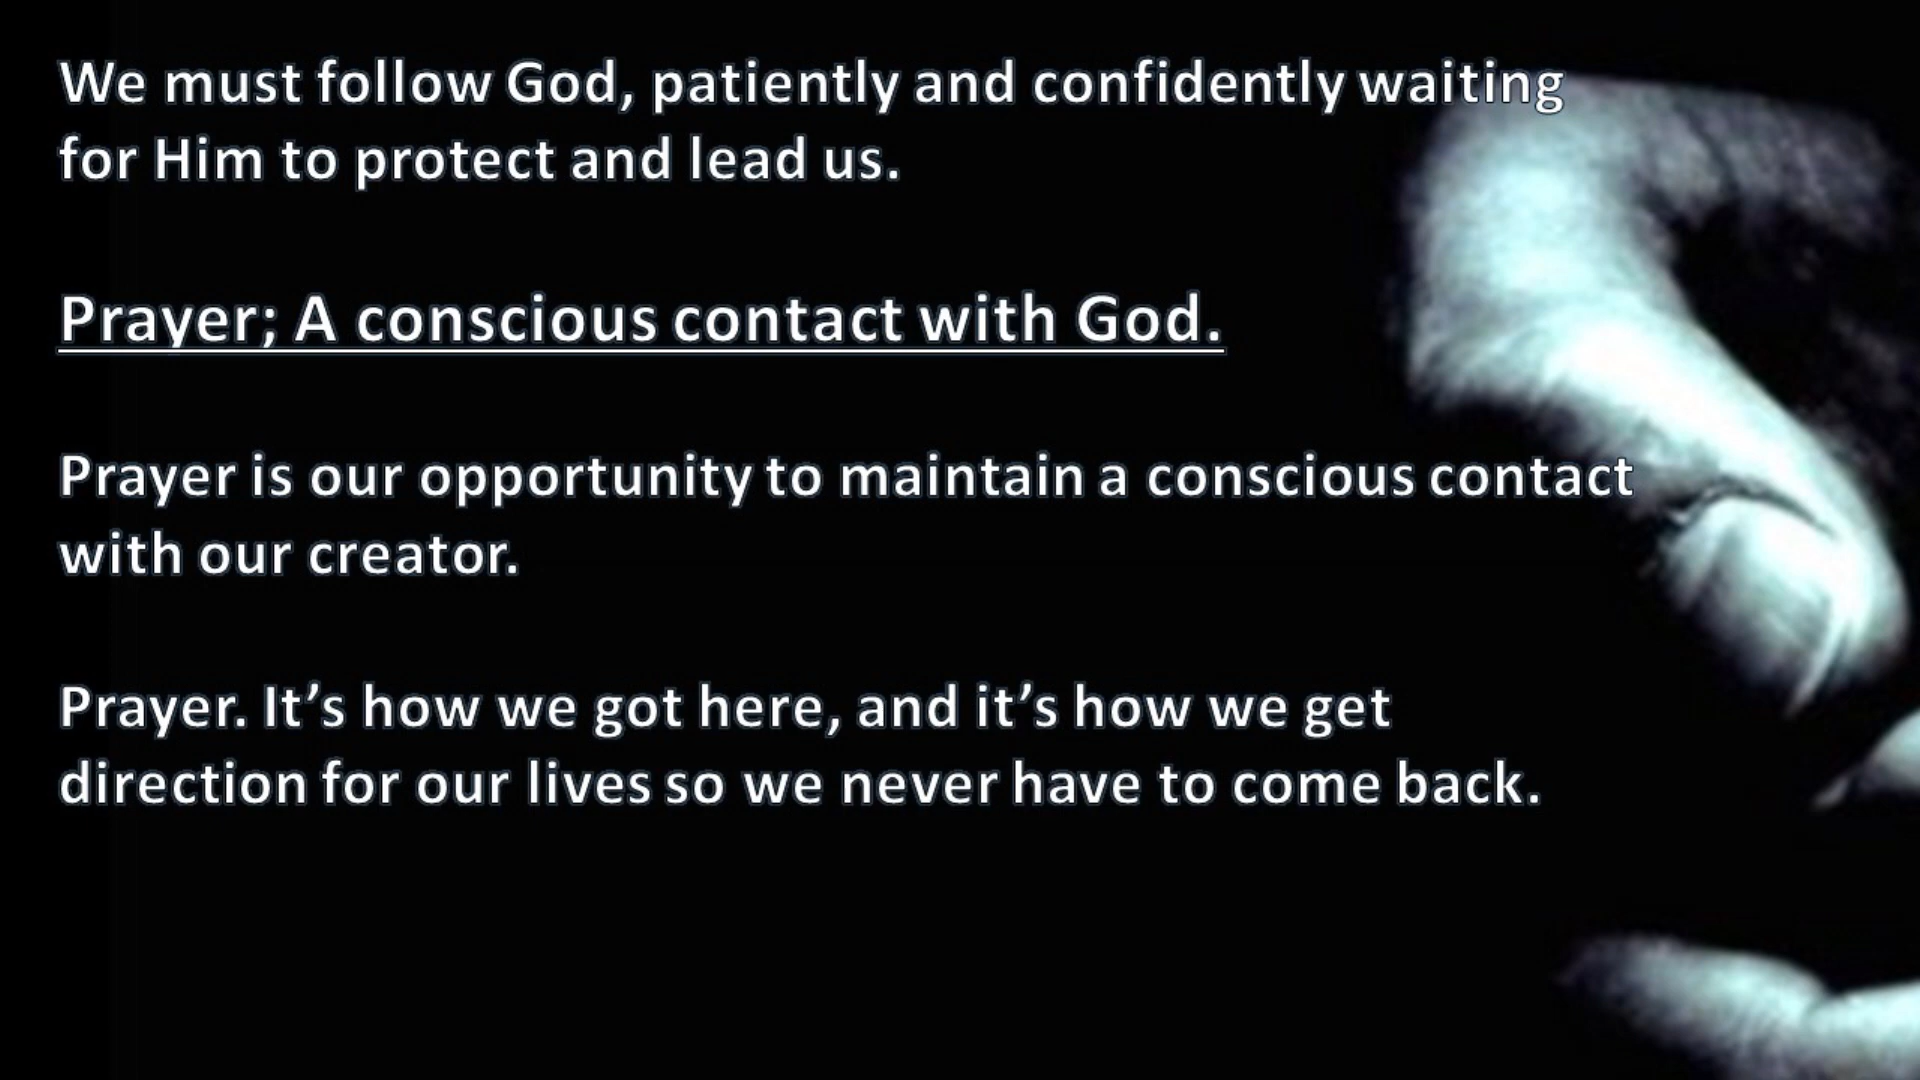 We must follow God, patiently and confidently waiting
for Him to protect and lead us.
Prayer; A conscious contact with God.
Prayer is our opportunity to maintain a conscious contact
with our creator.
Prayer. It’s how we got here, and it’s how we get
direction for our lives so we never have to come back.